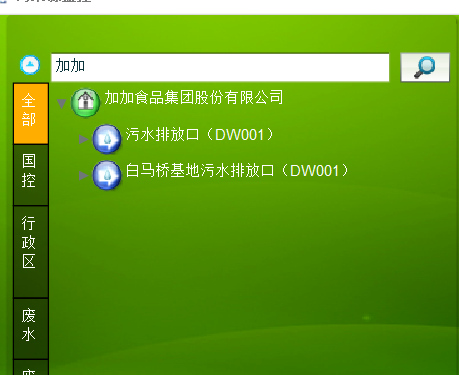 加加
全部
加加食品集团股份有限公司
污水排放口（DW001）
国控
白马桥基地污水排放口（DW001）
行政区
废水